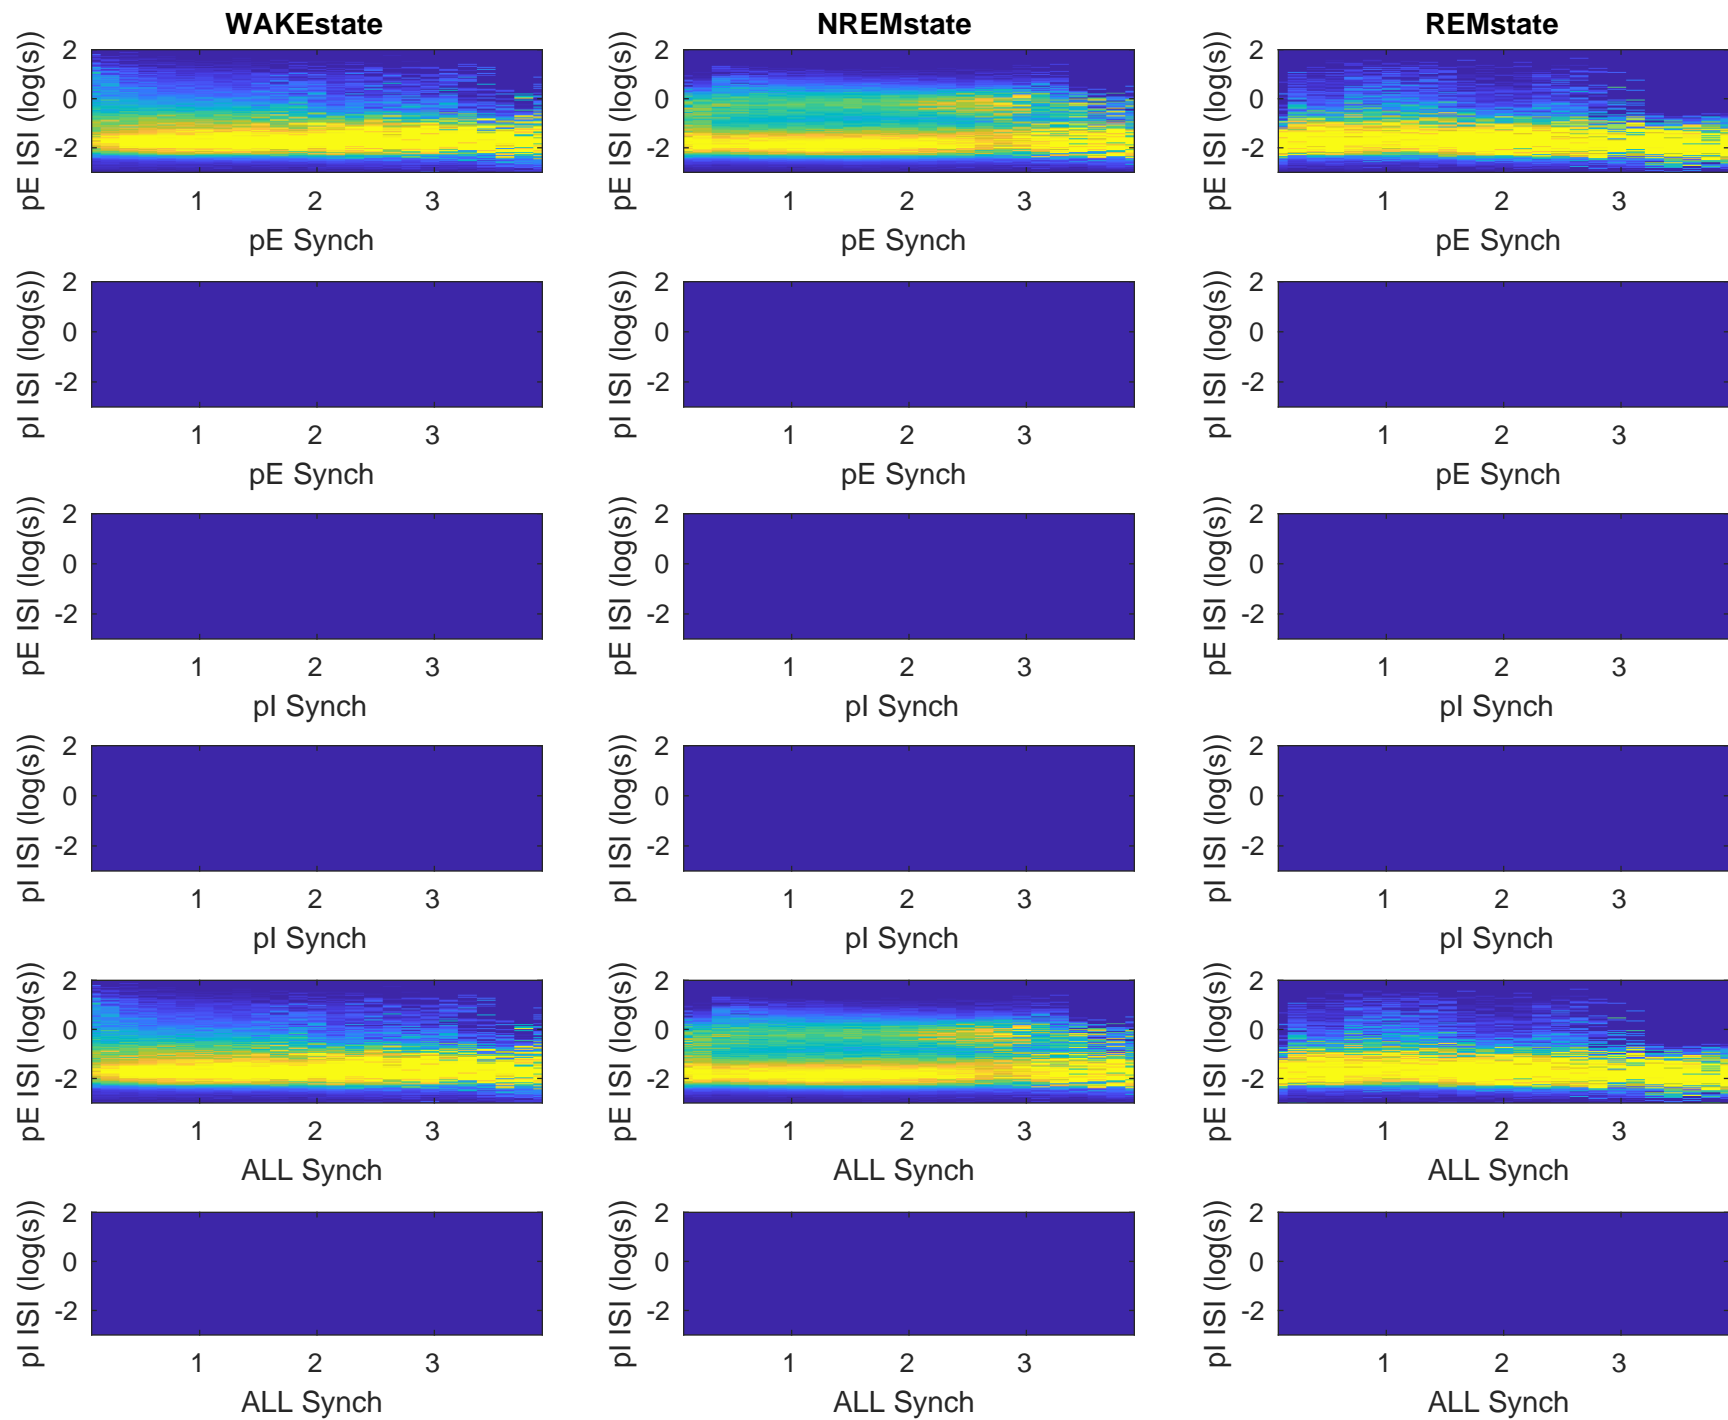 WAKEstate NREMstate REMstate
pE ISI (log(s)) 2 0 -2 pE ISI (log(s)) 2 0 -2 pE ISI (log(s)) 2 0 -2
1 2 3 1 2 3 1 2 3
pE Synch pE Synch pE Synch
pI ISI (log(s)) 2 0 -2 pI ISI (log(s)) 2 0 -2 pI ISI (log(s)) 2 0 -2
1 2 3 1 2 3 1 2 3
pE Synch pE Synch pE Synch
pE ISI (log(s)) 2 0 -2 pE ISI (log(s)) 2 0 -2 pE ISI (log(s)) 2 0 -2
1 2 3 1 2 3 1 2 3
pI Synch pI Synch pI Synch
pI ISI (log(s)) 2 0 -2 pI ISI (log(s)) 2 0 -2 pI ISI (log(s)) 2 0 -2
1 2 3 1 2 3 1 2 3
pI Synch pI Synch pI Synch
pE ISI (log(s)) 2 0 -2 pE ISI (log(s)) 2 0 -2 pE ISI (log(s)) 2 0 -2
1 2 3 1 2 3 1 2 3
ALL Synch ALL Synch ALL Synch
pI ISI (log(s)) 2 0 -2 pI ISI (log(s)) 2 0 -2 pI ISI (log(s)) 2 0 -2
1 2 3 1 2 3 1 2 3
ALL Synch ALL Synch ALL Synch